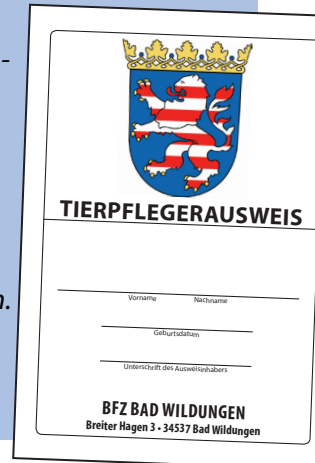 -
n.
TIERPFLEGERAUSWEIS
Vorname Nachname
Geburtsdatum
Unterschrift des Ausweisinhabers
BFZ BAD WILDUNGEN
Breiter Hagen 3 • 34537 Bad Wildungen